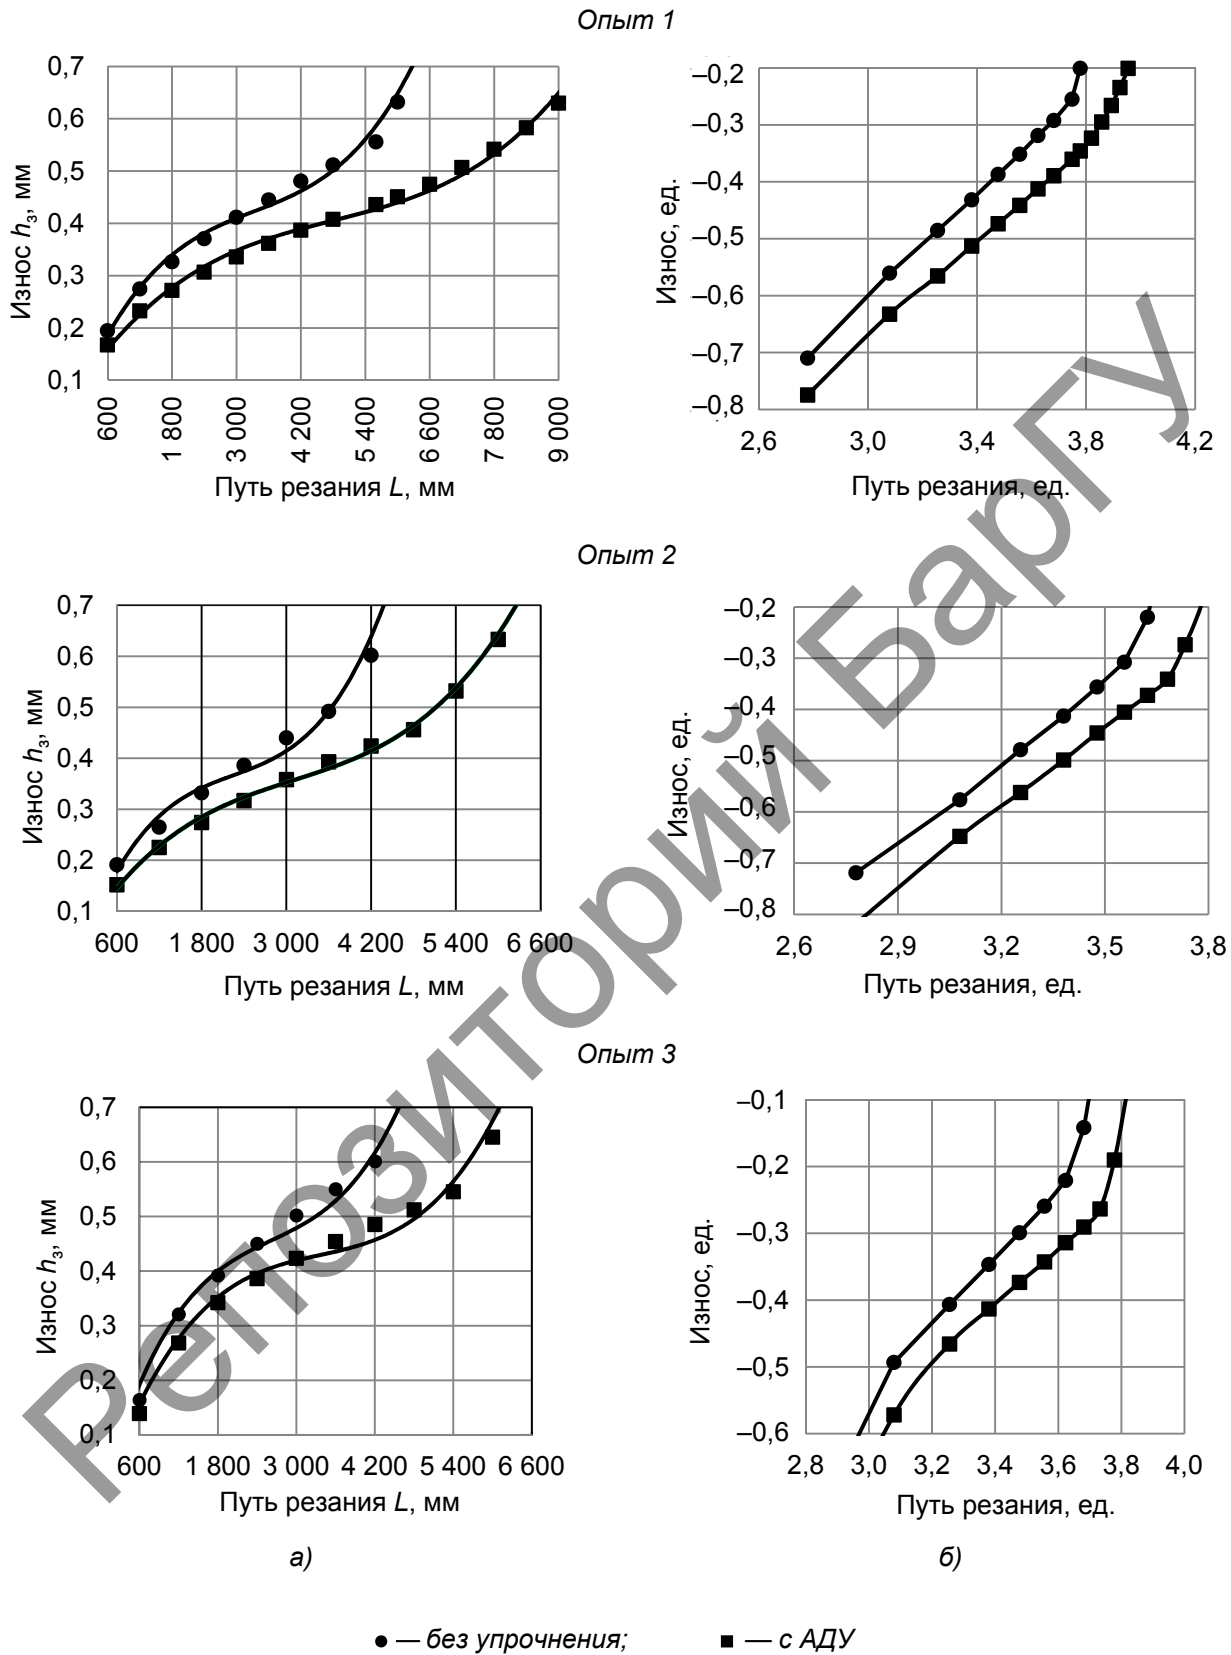 Опыт 1
0,7
0,6
0,5
0,4
0,3
0,2
0,1
Износ hз, мм
600
1 800
3 000
4 200
5 400
6 600
7 800
9 000
Путь резания L, мм
–0,2
–0,3
–0,4
–0,5
–0,6
–0,7
–0,8
Износ, ед.
2,6 3,0 3,4 3,8 4,2
Путь резания, ед.
Опыт 2
0,7
0,6
0,5
0,4
0,3
0,2
0,1
Износ hз, мм
600 1 800 3 000 4 200 5 400 6 600
Путь резания L, мм
–0,2
–0,3
–0,4
–0,5
–0,6
–0,7
–0,8
Износ, ед.
2,6 2,9 3,2 3,5 3,8
Путь резания, ед.
Опыт 3
0,7
0,6
0,5
0,4
0,3
0,2
0,1
Износ hз, мм
600 1 800 3 000 4 200 5 400 6 600
Путь резания L, мм
–0,1
–0,2
–0,3
–0,4
–0,5
–0,6
Износ, ед.
2,8 3,0 3,2 3,4 3,6 3,8 4,0
Путь резания, ед.
а) б)
— без упрочнения; — с АДУ
Репозиторий БарГУ